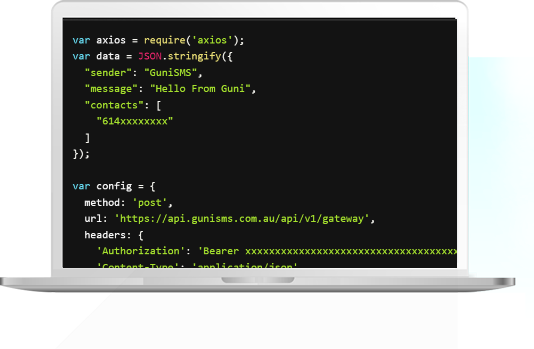 var axios = require('axios');
var data = JSON.stringify({
"sender": "GuniSMS",
"message": "Hello From Guni",
"contacts": [
"614xxxxxxxx"
]
});
var config = {
method: 'post',
url: 'https://api.gunisms.com.au/api/v1/gateway',
headers: {
'Authorization': 'Bearer xxxxxxxxxxxxxxxxxxxxxxxxxxxxxxxxxxxx
'Content-Type': 'application/json'